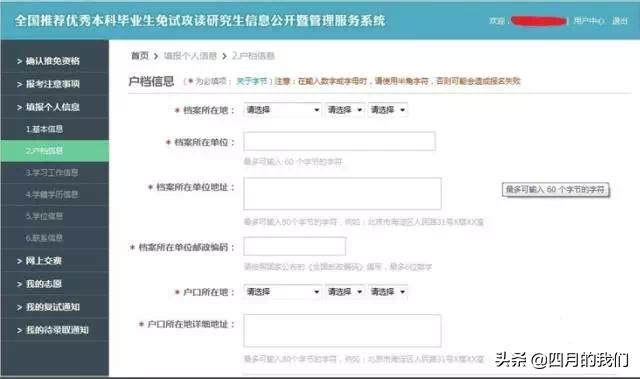 全国推荐优秀本科毕业生免试攻读研究生信息公开暨管理服务系统
欢迎， | 用户中心 退出
首页 > 填报个人信息 > 2.户档信息
户档信息 ( * 为必填项； 关于字节 ) 注意：在输入数字或字母时，请使用半角字符，否则可能会造成报名失败
> 确认推免资格
> 报考注意事项
> 填报个人信息
1.基本信息
2.户档信息
3.学习工作信息
4.学籍学历信息
5.学位信息
6.联系信息
> 网上交费
> 我的志愿
> 我的复试通知
> 我的待录取通知
* 档案所在地： 请选择 请选择 请选择
* 档案所在单位：
最多可输入 60 个字节的字符
* 档案所在单位地址：
最多可输入 60 个字节的字符
最多可输入80个字节的字符，例如：北京市海淀区人民路31号X楼XX室
* 档案所在单位邮政编码：
请按照国家公布的《全国邮政编码》填写，最多6位数字
* 户口所在地： 请选择 请选择 请选择
* 户口所在地详细地址：
最多可输入80个字节的字符，例如：北京市海淀区人民路31号X楼XX室
头条 @四月的我们